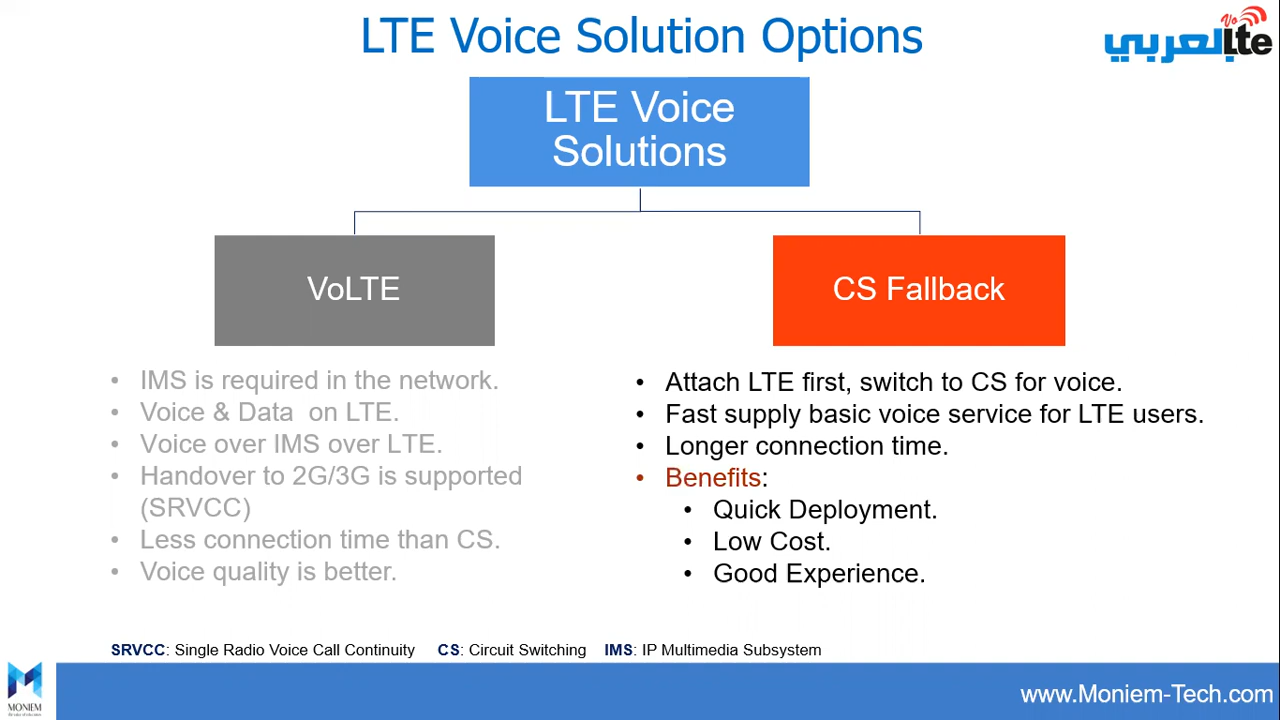 LTE Voice Solution Options
Vo
بالعربي Lte
LTE Voice
Solutions
VoLTE
CS Fallback
• IMS is required in the network.
• Voice & Data on LTE.
• Voice over IMS over LTE.
• Handover to 2G/3G is supported
(SRVCC)
• Less connection time than CS.
• Voice quality is better.
• Attach LTE first, switch to CS for voice.
• Fast supply basic voice service for LTE users.
• Longer connection time.
• Benefits:
• Quick Deployment.
• Low Cost.
• Good Experience.
SRVCC: Single Radio Voice Call Continuity CS: Circuit Switching IMS: IP Multimedia Subsystem
MONIEM
www.Moniem-Tech.com